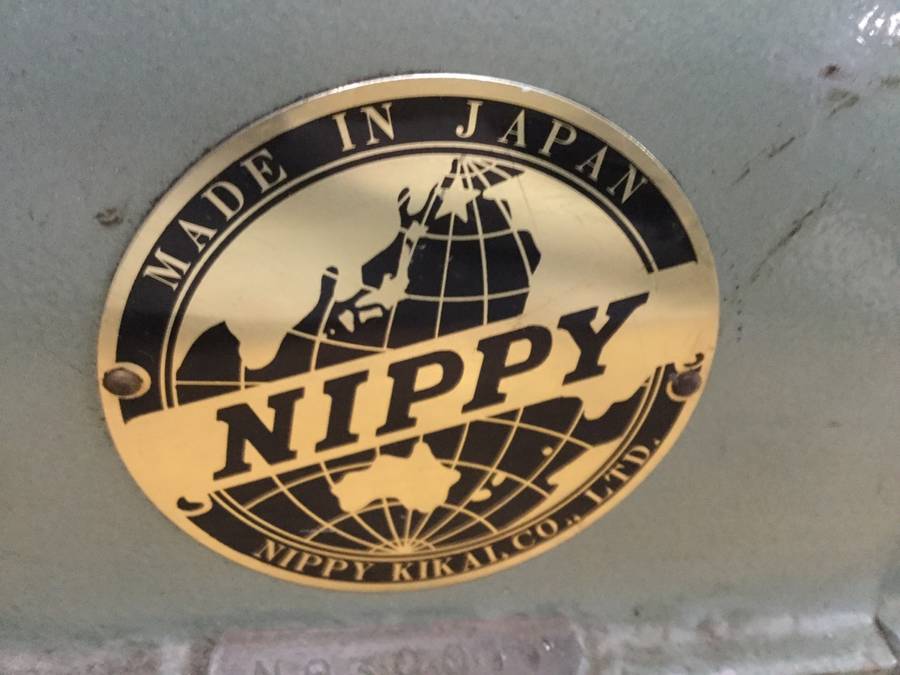 MADE IN JAPAN
NIPPY
NIPPY KIKAI, CO., LTD.